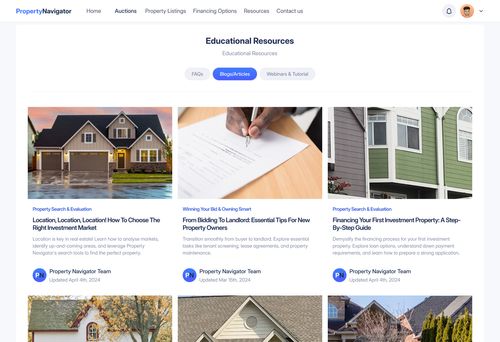 PropertyNavigator Home Auctions Property Listings Financing Options Resources Contact us
Educational Resources
Educational Resources
FAQs Blogs/Articles Webinars & Tutorial
Property Search & Evaluation
Location, Location, Location! How To Choose The
Right Investment Market
Location is key in real estate! Learn how to analyse markets,
identify up-and-coming areas, and leverage Property
Navigator's search tools to find the perfect property.
PN Property Navigator Team
Updated April 4th, 2024
Winning Your Bid & Owning Smart
From Bidding To Landlord: Essential Tips For New
Property Owners
Transition smoothly from buyer to landlord. Explore essential
tasks like tenant screening, lease agreements, and property
maintenance.
PN Property Navigator Team
Updated Mar 15th, 2024
Property Search & Evaluation
Financing Your First Investment Property: A Step-
By-Step Guide
Demystify the financing process for your first investment
property. Explore loan options, understand down payment
requirements, and learn how to prepare a strong application.
PN Property Navigator Team
Updated April 4th, 2024